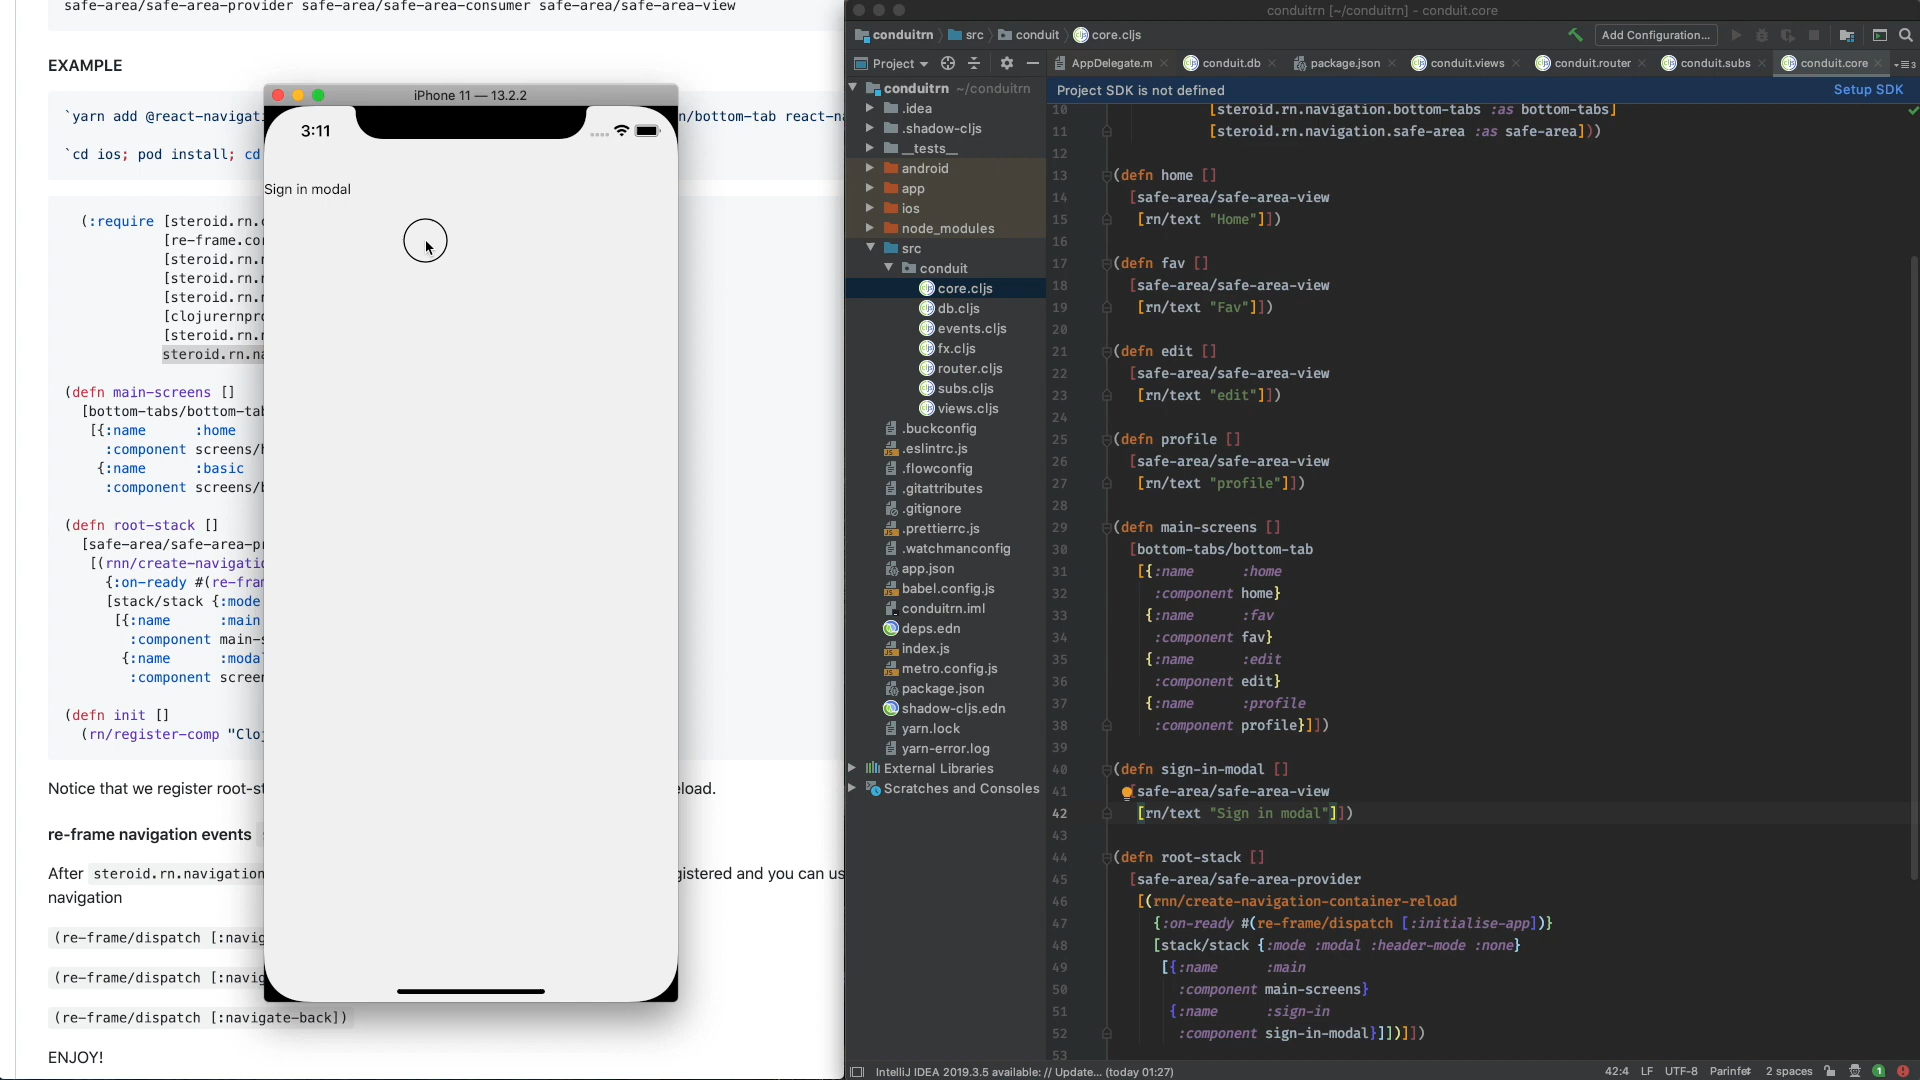 safe-area/safe-area-provider safe-area/safe-area-consumer safe-area/safe-area-view
EXAMPLE
`yarn add @react-navigati
n/bottom-tab react-na
`cd ios; pod install; cd
(:require [steroid.rn.c
[re-frame.cor
[steroid.rn.n
[steroid.rn.n
[steroid.rn.n
[clojurernpro
[steroid.rn.n
steroid.rn.na
(defn main-screens []
[bottom-tabs/bottom-tab
[{:name :home
:component screens/h
{:name :basic
:component screens/b
(defn root-stack []
[safe-area/safe-area-pr
[(rnn/create-navigatio
{:on-ready #(re-fram
[stack/stack {:mode
[{:name :main
:component main-s
{:name :modal
:component screen
(defn init []
(rn/register-comp "Cloj
Notice that we register root-st
eload.
re-frame navigation events
After steroid.rn.navigation
gistered and you can us
navigation
(re-frame/dispatch [:navig
(re-frame/dispatch [:navig
(re-frame/dispatch [:navigate-back])
ENJOY!
iPhone 11 — 13.2.2
3:11
Sign in modal
conduitrn [~/conduitrn] - conduit.core
conduitrn src conduit core.cljs
Add Configuration...
Project
AppDelegate.m conduit.db package.json conduit.views conduit.router conduit.subs conduit.core
3
Project SDK is not defined
Setup SDK
conduitrn ~/conduitrn
.idea
.shadow-cljs
__tests__
android
app
ios
node_modules
src
conduit
core.cljs
db.cljs
events.cljs
fx.cljs
router.cljs
subs.cljs
views.cljs
.buckconfig
.eslintrc.js
.flowconfig
.gitattributes
.gitignore
.prettierrc.js
.watchmanconfig
app.json
babel.config.js
conduitrn.iml
deps.edn
index.js
metro.config.js
package.json
shadow-cljs.edn
yarn.lock
yarn-error.log
External Libraries
Scratches and Consoles
10 [steroid.rn.navigation.bottom-tabs :as bottom-tabs]
11 [steroid.rn.navigation.safe-area :as safe-area]))
12
13 (defn home []
14 [safe-area/safe-area-view
15 [rn/text "Home"]])
16
17 (defn fav []
18 [safe-area/safe-area-view
19 [rn/text "Fav"]])
20
21 (defn edit []
22 [safe-area/safe-area-view
23 [rn/text "edit"]])
24
25 (defn profile []
26 [safe-area/safe-area-view
27 [rn/text "profile"]])
28
29 (defn main-screens []
30 [bottom-tabs/bottom-tab
31 [{:name :home
32 :component home}
33 {:name :fav
34 :component fav}
35 {:name :edit
36 :component edit}
37 {:name :profile
38 :component profile}]])
39
40 (defn sign-in-modal []
41 safe-area/safe-area-view
42 [rn/text "Sign in modal"]])
43
44 (defn root-stack []
45 [safe-area/safe-area-provider
46 [(rnn/create-navigation-container-reload
47 {:on-ready #(re-frame/dispatch [:initialise-app])}
48 [stack/stack {:mode :modal :header-mode :none}
49 [{:name :main
50 :component main-screens}
51 {:name :sign-in
52 :component sign-in-modal}]])]])
53
IntelliJ IDEA 2019.3.5 available: // Update... (today 01:27)
42:4 LF UTF-8 Parinfer 2 spaces 1